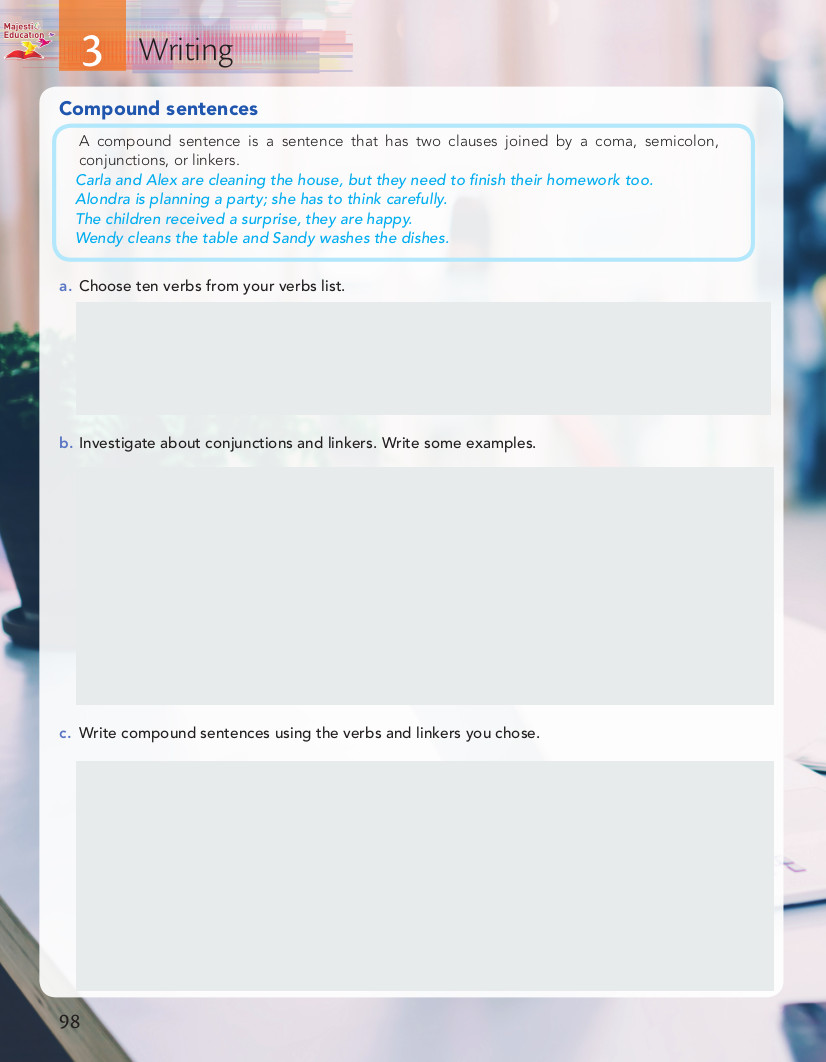 Majestic
Education
3
Writing
Compound sentences
A compound sentence is a sentence that has two clauses joined by a coma, semicolon,
conjunctions, or linkers.
Carla and Alex are cleaning the house, but they need to finish their homework too.
Alondra is planning a party; she has to think carefully.
The children received a surprise, they are happy.
Wendy cleans the table and Sandy washes the dishes.
a. Choose ten verbs from your verbs list.
b. Investigate about conjunctions and linkers. Write some examples.
c. Write compound sentences using the verbs and linkers you chose.
98